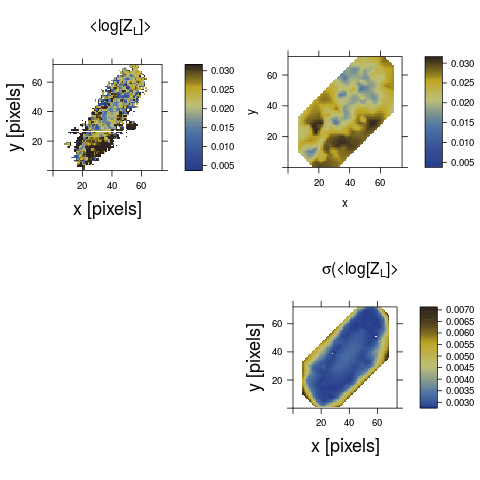 <log[Z_L]>
y [pixels]
60
40
20
20 40 60
x [pixels]
0.030
0.025
0.020
0.015
0.010
0.005
y
60
40
20
20 40 60
x
0.030
0.025
0.020
0.015
0.010
0.005
σ(<log[Z_L]>
y [pixels]
60
40
20
20 40 60
x [pixels]
0.0070
0.0065
0.0060
0.0055
0.0050
0.0045
0.0040
0.0035
0.0030